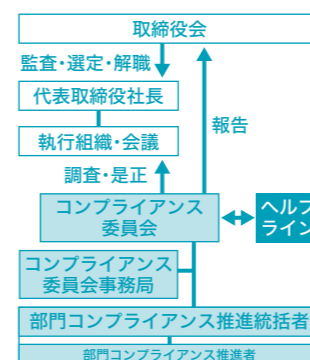 取締役会
監査・選定・解職
代表取締役社長
報告
執行組織・会議
調査・是正
コンプライアンス
委員会
ヘルプ
ライン
コンプライアンス
委員会事務局
部門コンプライアンス推進統括者
部門コンプライアンス推進者